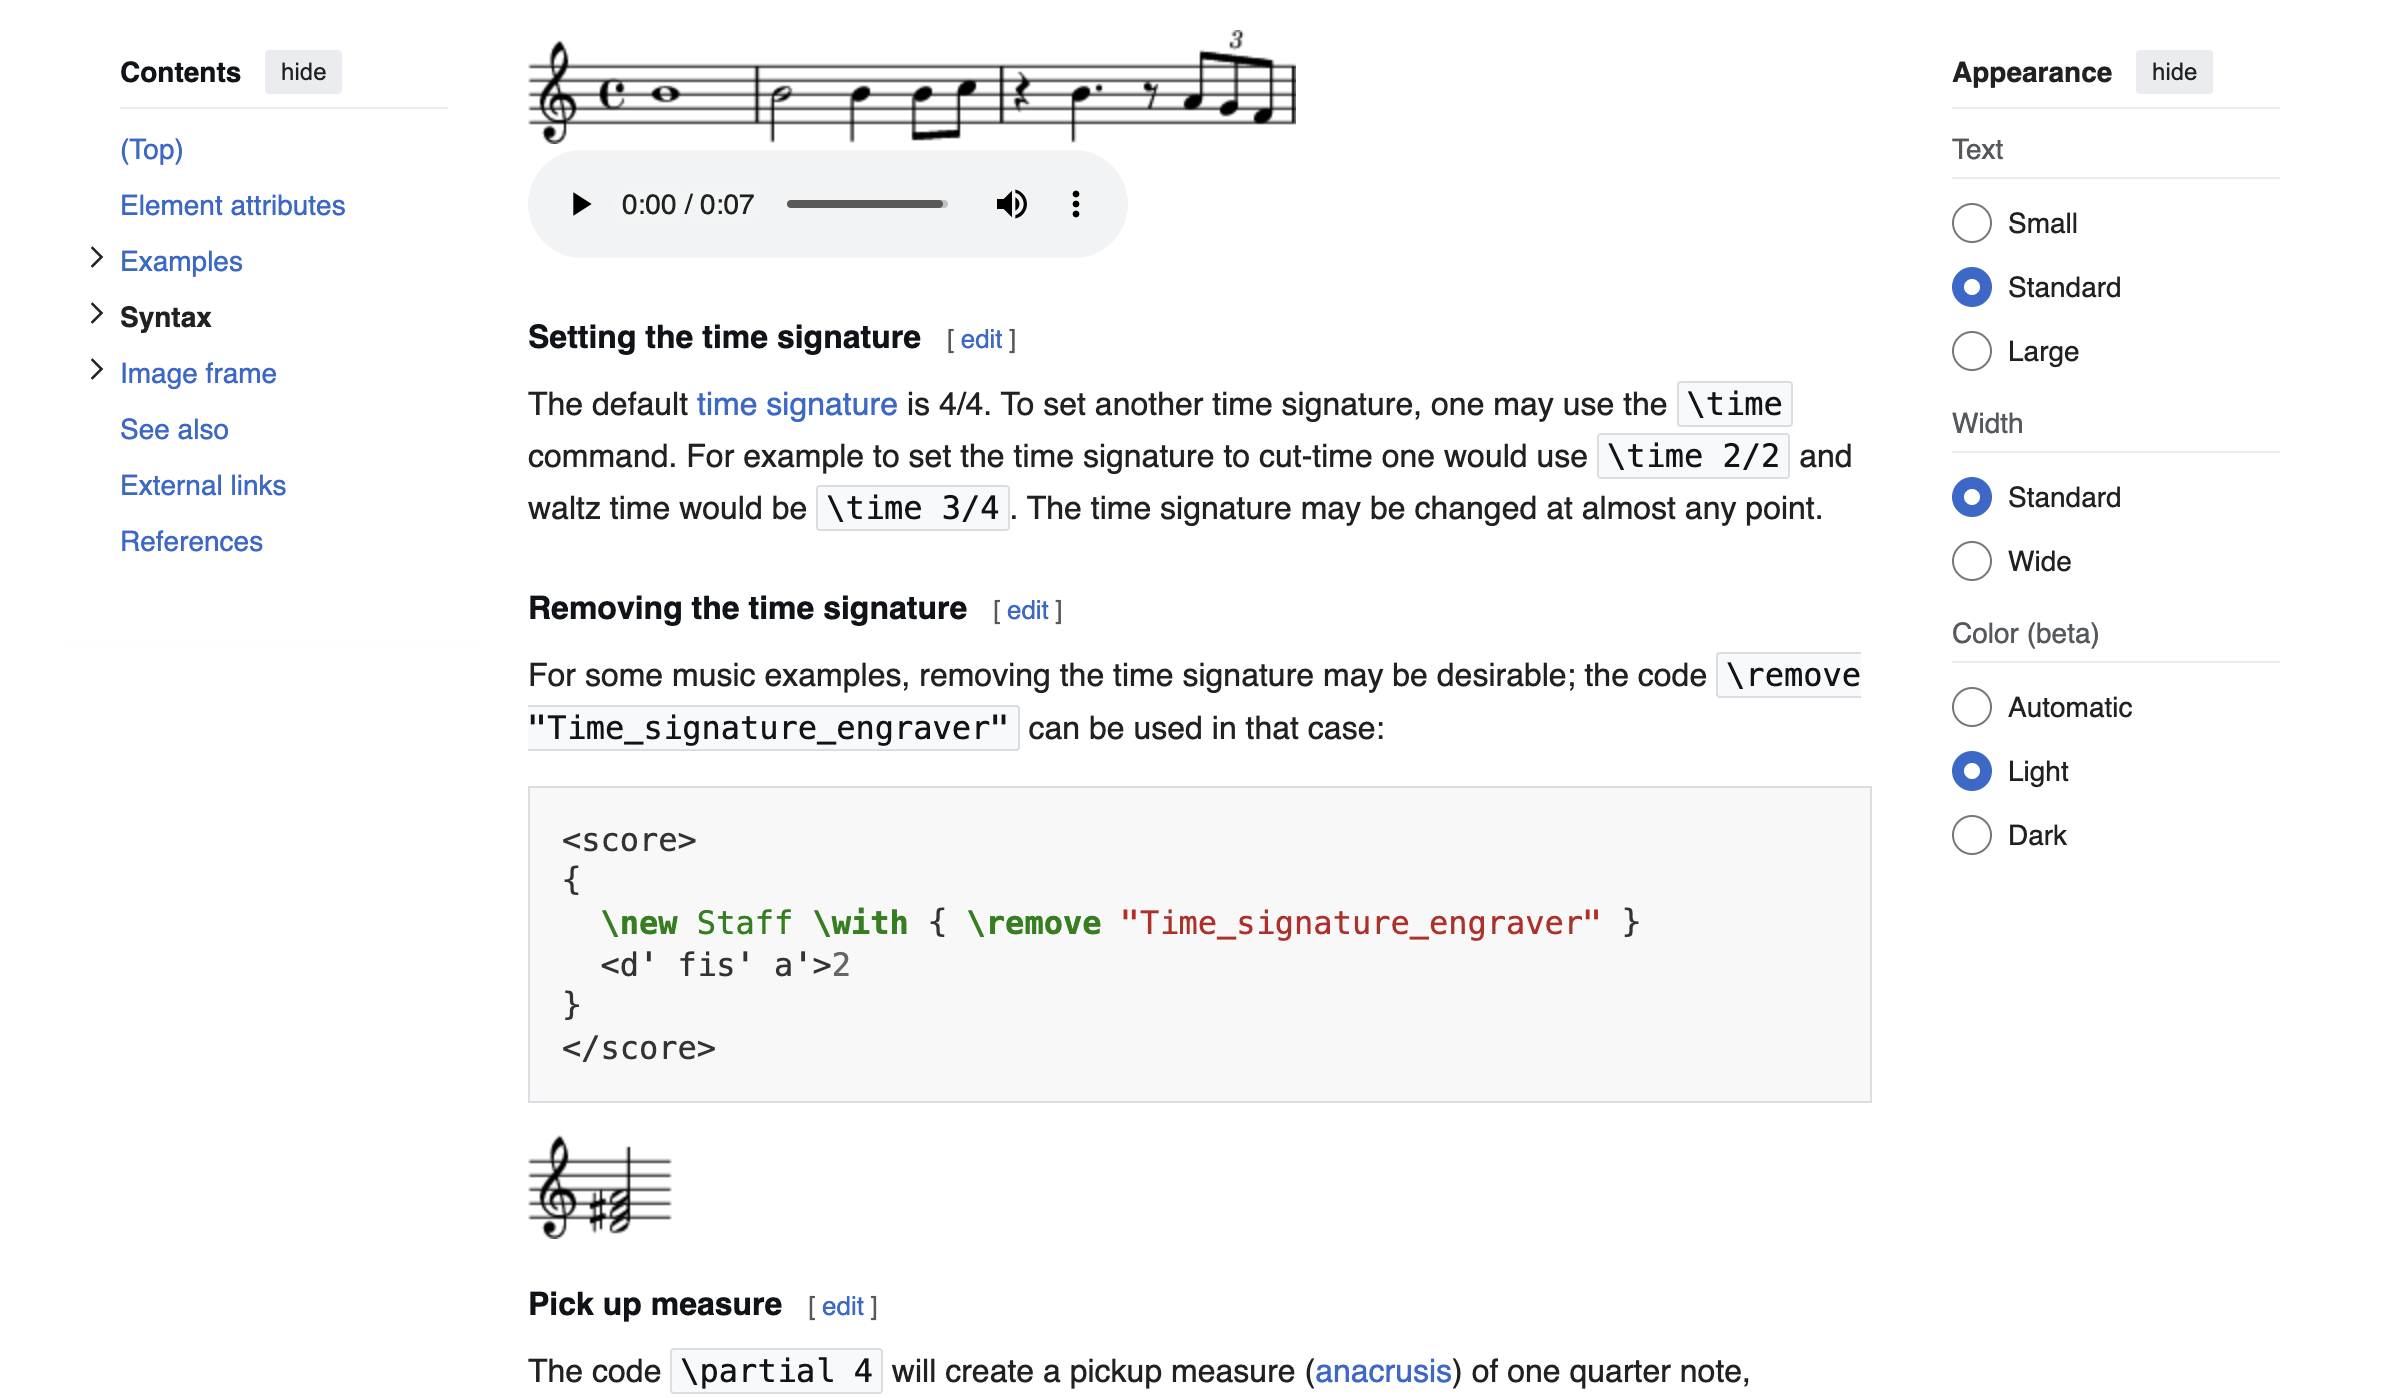 Contents hide
(Top)
Element attributes
Examples
Syntax
Image frame
See also
External links
References
3
0:00 / 0:07
Setting the time signature [ edit ]
The default time signature is 4/4. To set another time signature, one may use the \time
command. For example to set the time signature to cut-time one would use \time 2/2 and
waltz time would be \time 3/4. The time signature may be changed at almost any point.
Removing the time signature [ edit ]
For some music examples, removing the time signature may be desirable; the code \remove
"Time_signature_engraver" can be used in that case:
<score>
{
  \new Staff \with { \remove "Time_signature_engraver" }
  <d' fis' a'>2
}
</score>
Pick up measure [ edit ]
The code \partial 4 will create a pickup measure (anacrusis) of one quarter note,
Appearance hide
Text
Small
Standard
Large
Width
Standard
Wide
Color (beta)
Automatic
Light
Dark